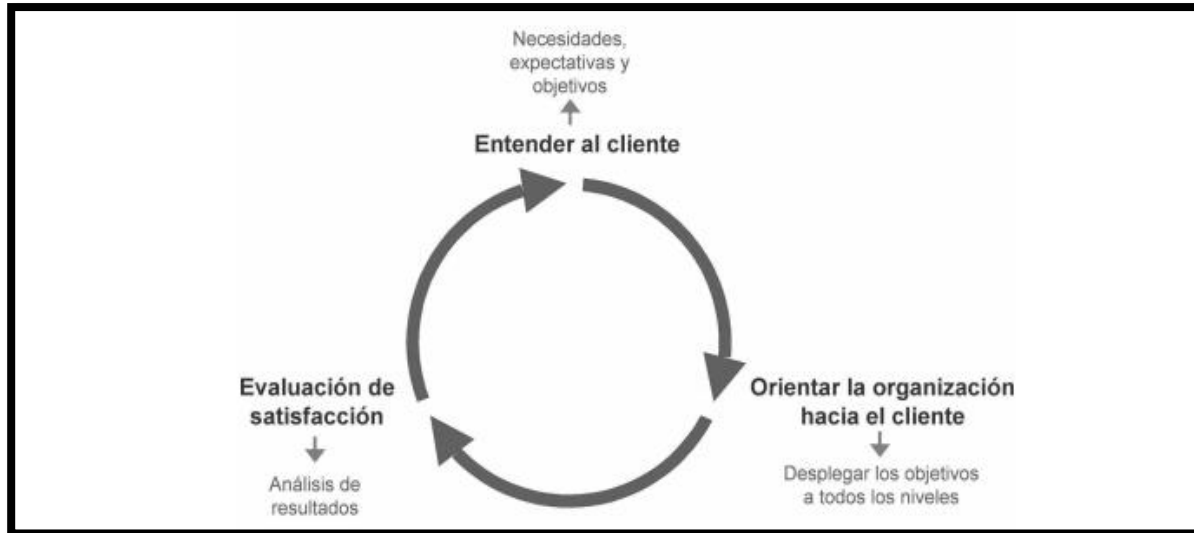 Necesidades,
expectativas y
objetivos
Entender al cliente
Orientar la organización
hacia el cliente
Desplegar los objetivos
a todos los niveles
Evaluación de
satisfacción
Análisis de
resultados